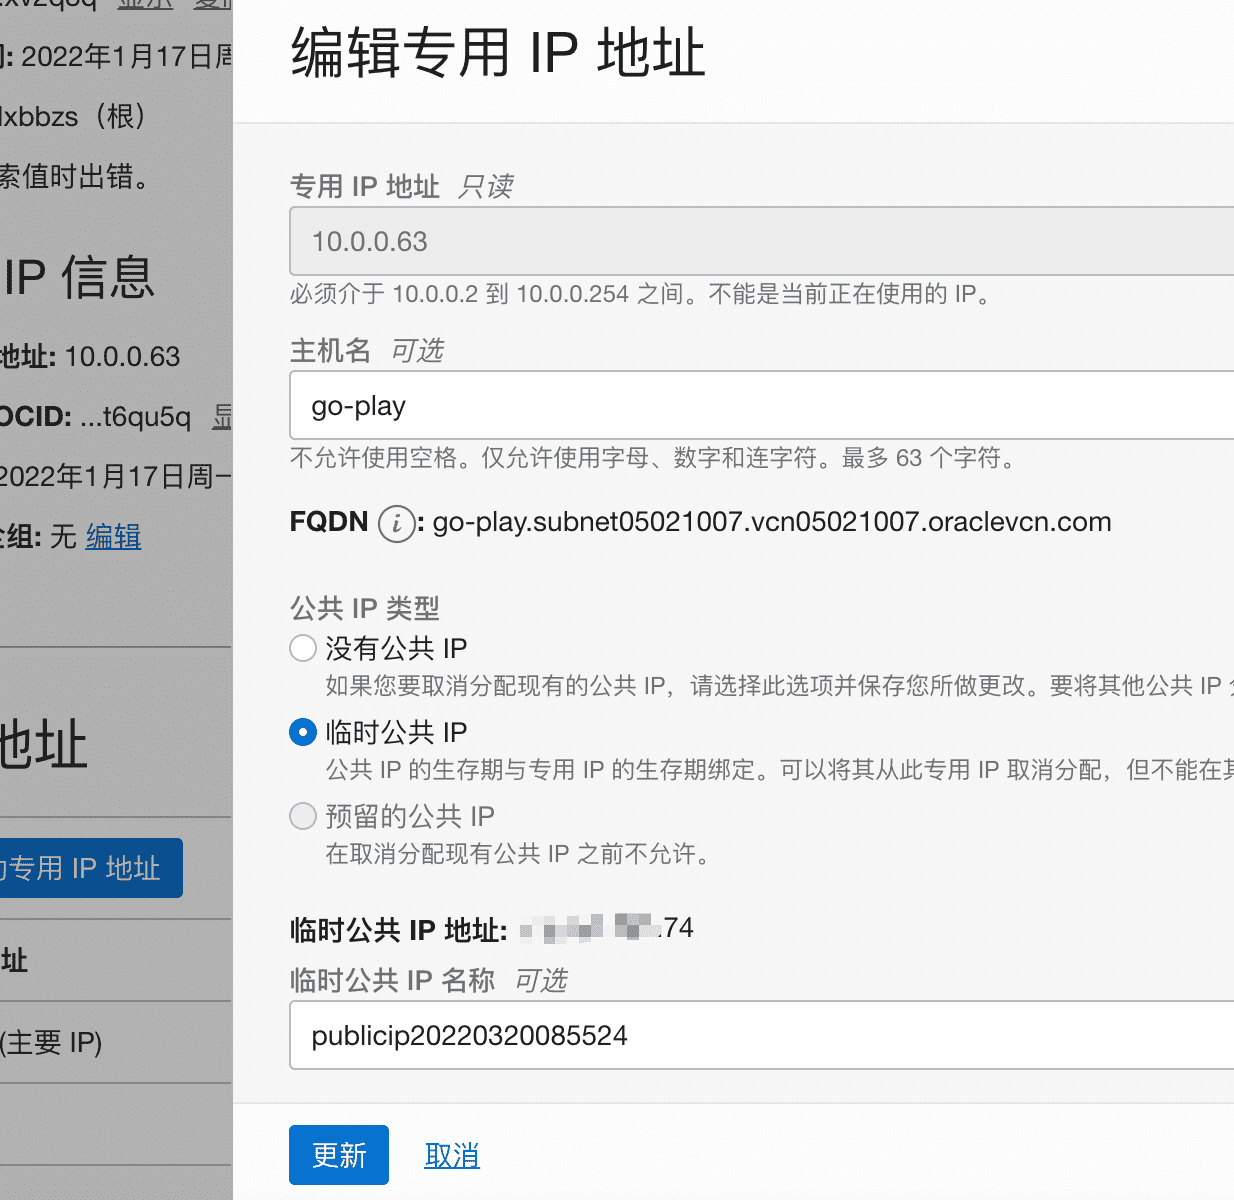 显示
: 2022年1月17日周
lxbbzs（根）
索值时出错。
IP 信息
地址: 10.0.0.63
OCID: ...t6qu5q 显
2022年1月17日周一
全组: 无 编辑
地址
专用 IP 地址
址
(主要 IP)
编辑专用 IP 地址
专用 IP 地址 只读
10.0.0.63
必须介于 10.0.0.2 到 10.0.0.254 之间。不能是当前正在使用的 IP。
主机名 可选
go-play
不允许使用空格。仅允许使用字母、数字和连字符。最多 63 个字符。
FQDN i: go-play.subnet05021007.vcn05021007.oraclevcn.com
公共 IP 类型
没有公共 IP
如果您要取消分配现有的公共 IP，请选择此选项并保存您所做更改。要将其他公共 IP
临时公共 IP
公共 IP 的生存期与专用 IP 的生存期绑定。可以将其从此专用 IP 取消分配，但不能在其
预留的公共 IP
在取消分配现有公共 IP 之前不允许。
临时公共 IP 地址: .74
临时公共 IP 名称 可选
publicip20220320085524
更新 取消